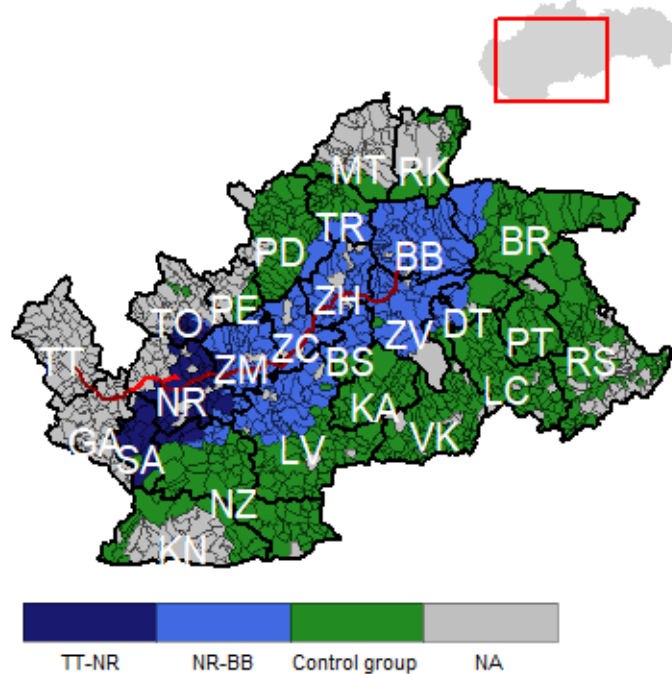 MT RK
TR
PD BB BR
ZH
TO PE
ZC ZV DT PT
TT ZM BS RS
NR KA LC
GA SA LV VK
NZ
KN
TT-NR NR-BB Control group NA